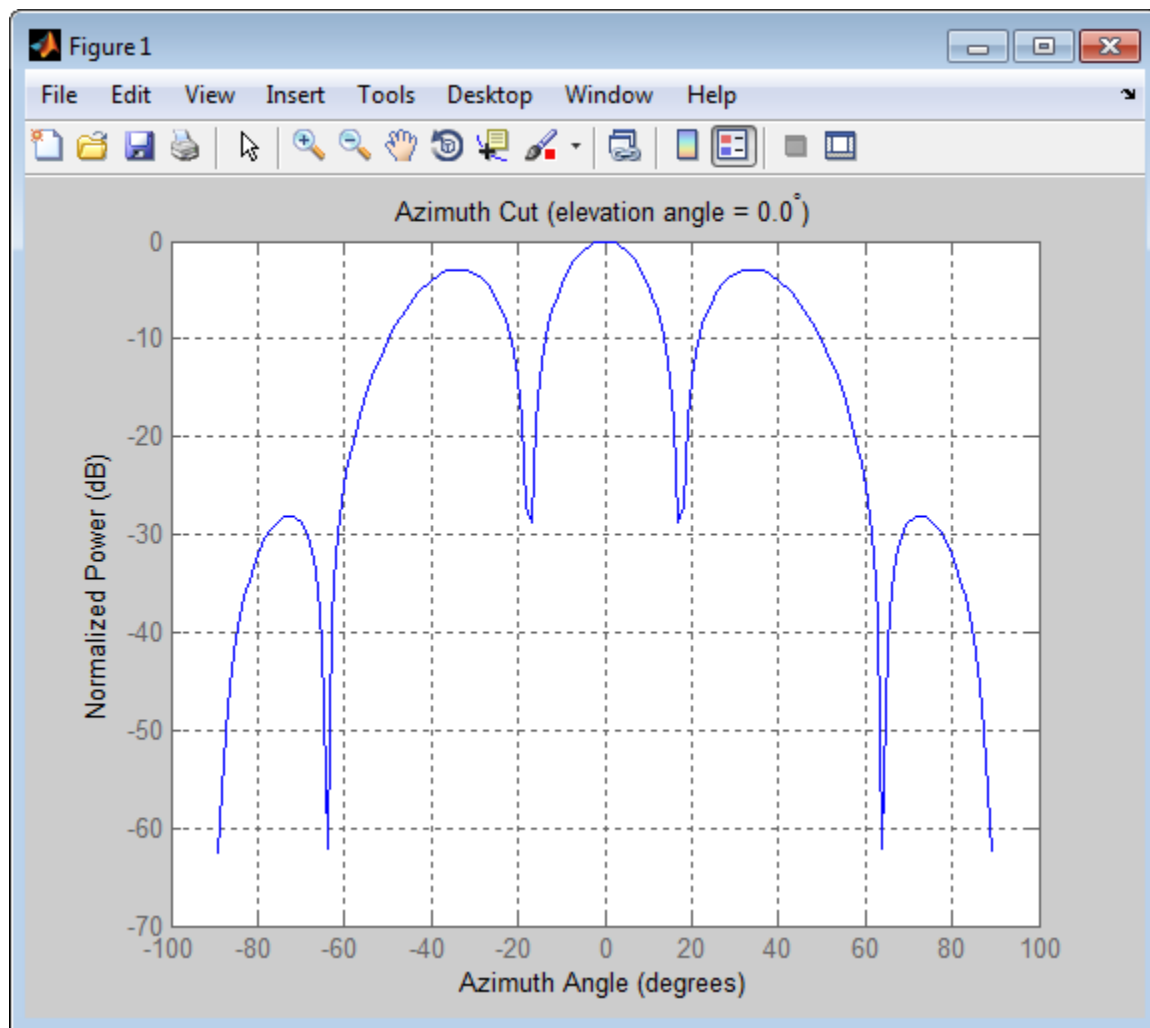 Figure 1
File Edit View Insert Tools Desktop Window Help
Azimuth Cut (elevation angle = 0.0°)
0
-10
-20
-30
-40
-50
-60
-70
Normalized Power (dB)
-100 -80 -60 -40 -20 0 20 40 60 80 100
Azimuth Angle (degrees)